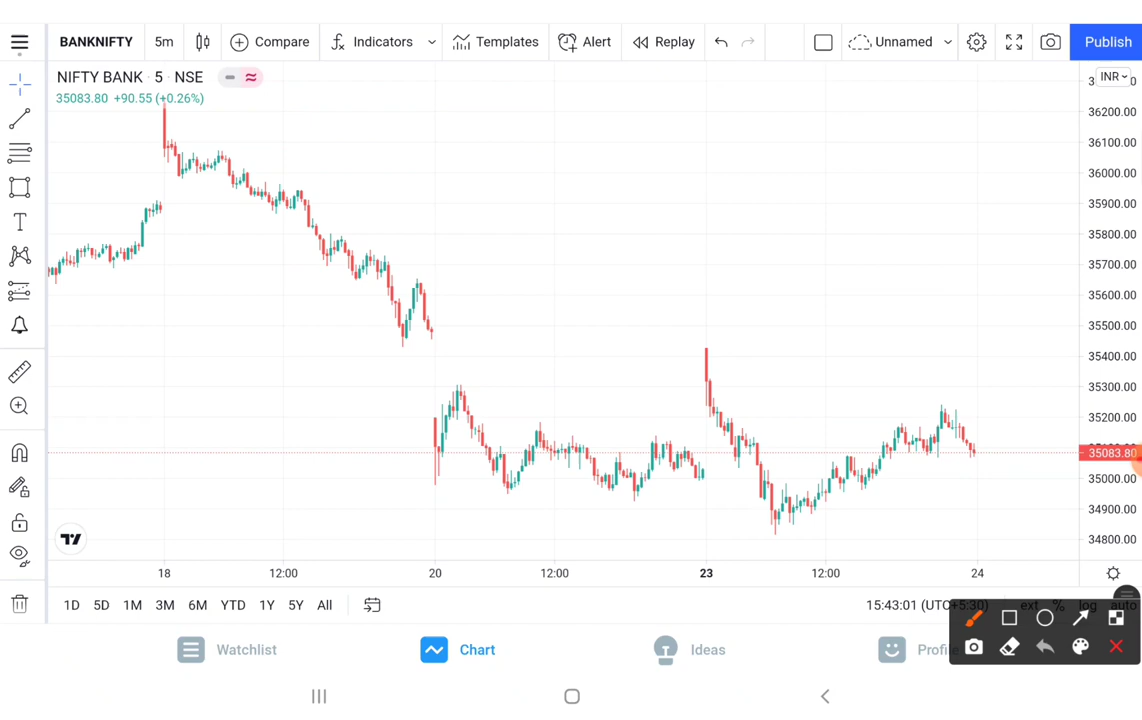 BANKNIFTY 5m Compare Indicators Templates Alert Replay Unnamed Publish
NIFTY BANK · 5 · NSE
35083.80 +90.55 (+0.26%)
INR
36200.00
36100.00
36000.00
35900.00
35800.00
35700.00
35600.00
35500.00
35400.00
35300.00
35200.00
35083.80
35000.00
34900.00
34800.00
18 12:00 20 12:00 23 12:00 24
1D 5D 1M 3M 6M YTD 1Y 5Y All 15:43:01 (UTC+5:30) ext % log auto
Watchlist Chart Ideas